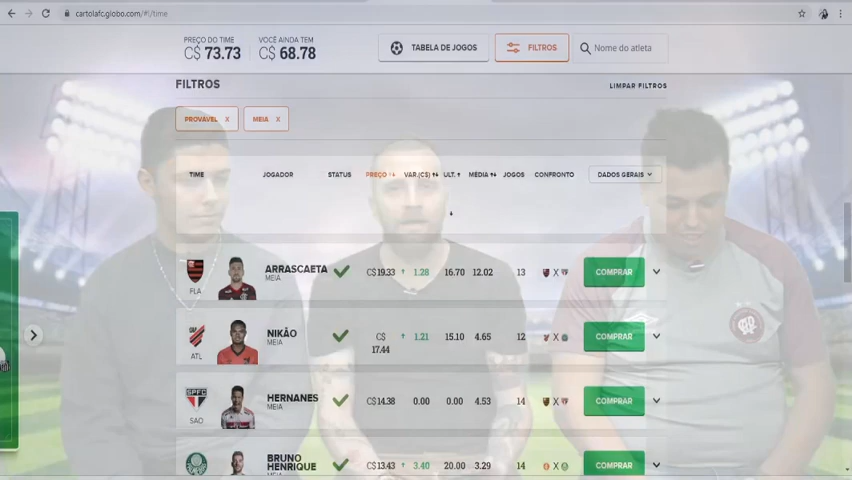 cartolafc.globo.com/#!/time
PREÇO DO TIME
C$ 73.73
VOCÊ AINDA TEM
C$ 68.78
TABELA DE JOGOS
FILTROS
Nome do atleta
FILTROS
LIMPAR FILTROS
PROVÁVEL X
MEIA X
TIME JOGADOR STATUS PREÇO VAR.(C$) ULT. MÉDIA JOGOS CONFRONTO DADOS GERAIS
FLA
ARRASCAETA
MEIA
C$ 19.33 1.28 16.70 12.02 13 X COMPRAR
ATL
NIKÃO
MEIA
C$
17.44
1.21 15.10 4.65 12 X COMPRAR
SPFC
SAO
HERNANES
MEIA
C$ 14.38 0.00 0.00 4.53 14 X COMPRAR
BRUNO
HENRIQUE
MEIA
C$ 13.43 3.40 20.00 3.29 14 X COMPRAR